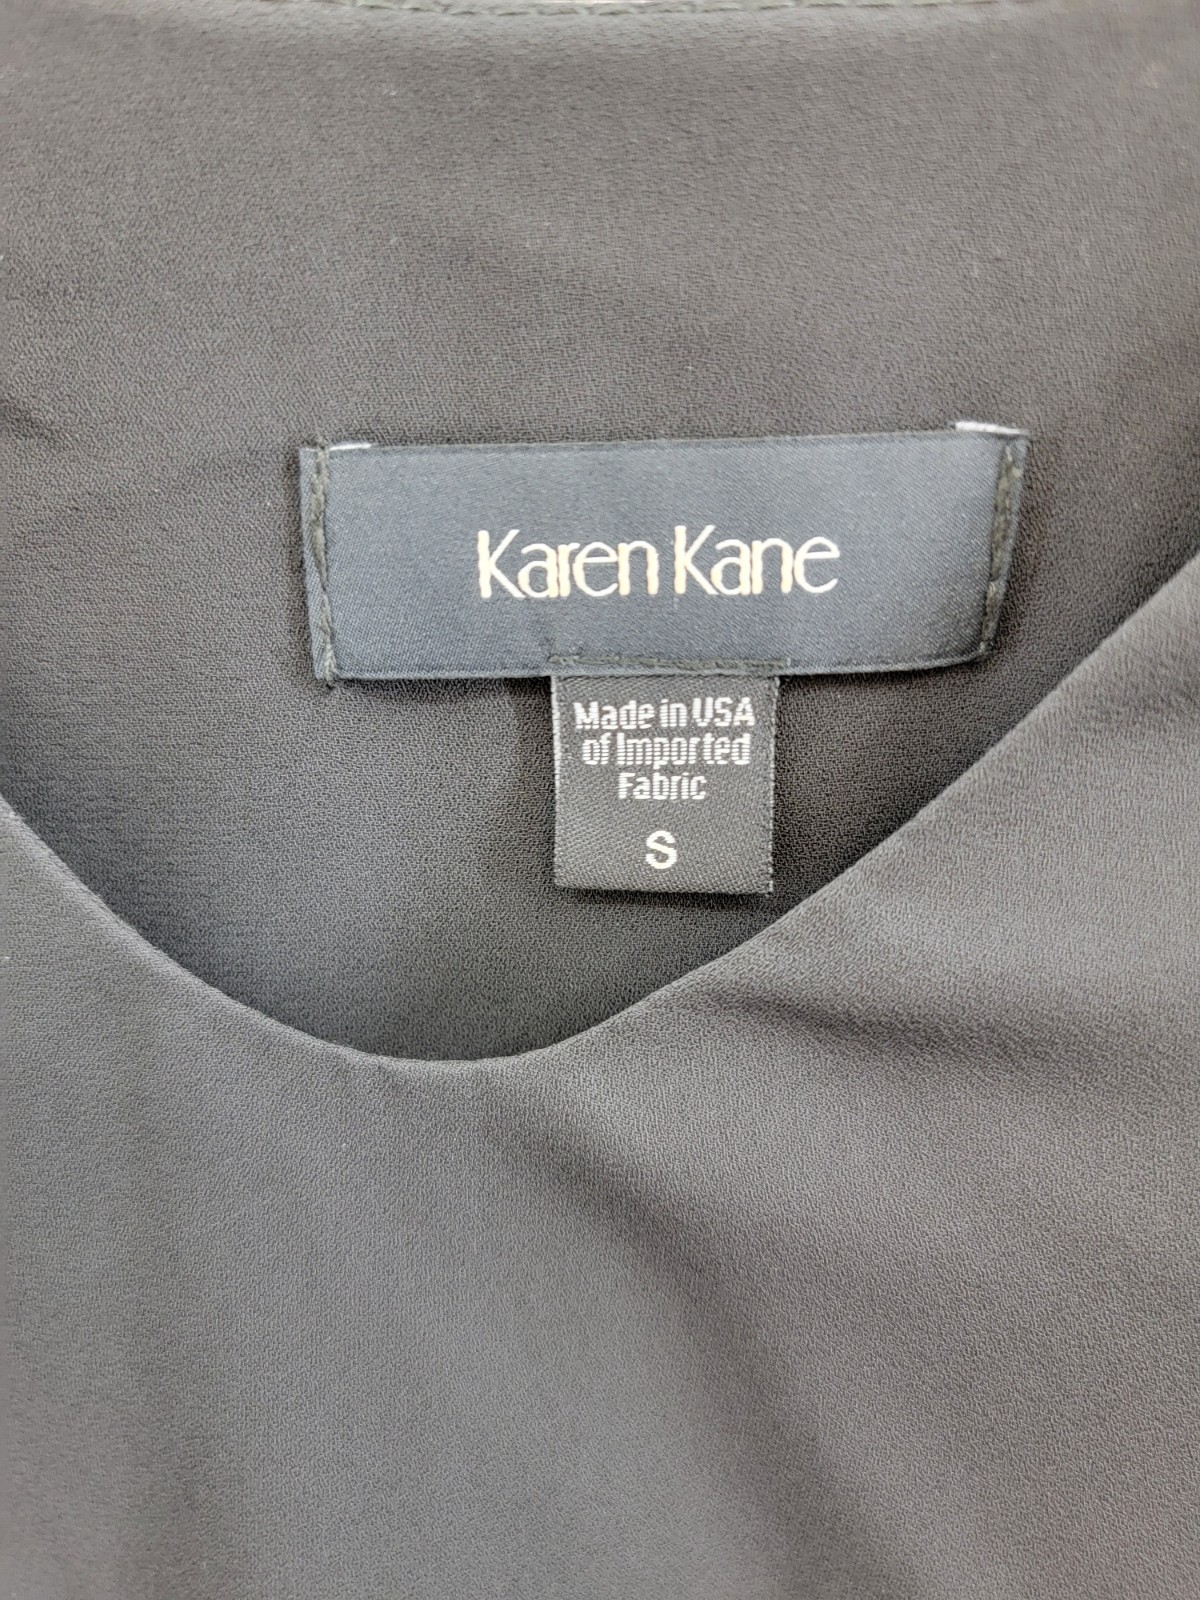 Karen Kane
Made in USA
of Imported
Fabric
S